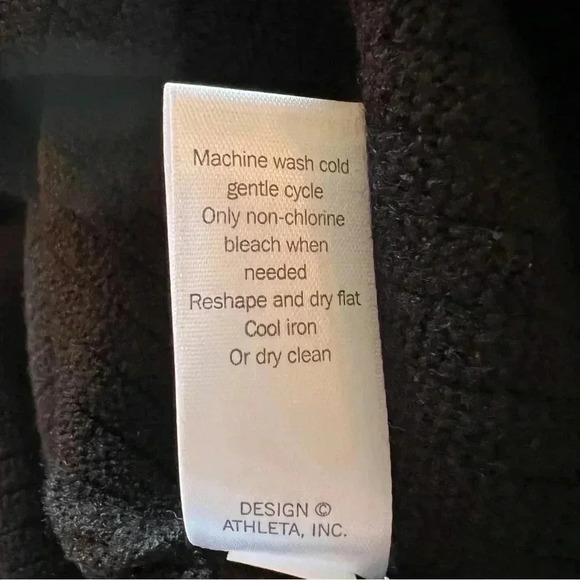 Machine wash cold
gentle cycle
Only non-chlorine
bleach when
needed
Reshape and dry flat
Cool iron
Or dry clean
DESIGN ©
ATHLETA, INC.